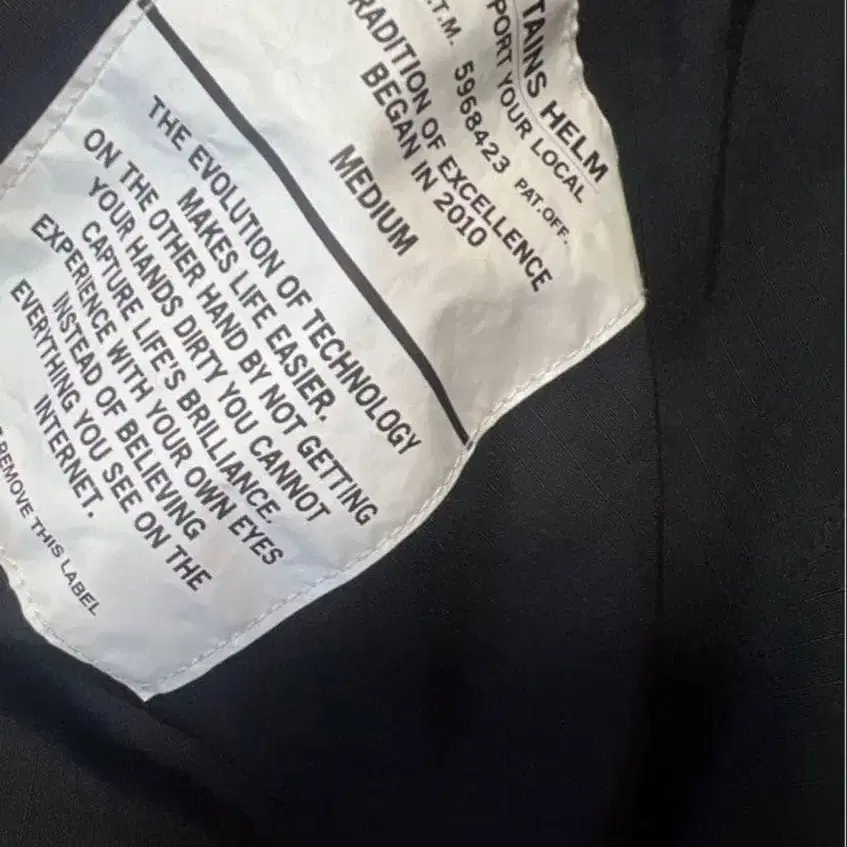 TAINS HELM
PORT YOUR LOCAL
T.M. 5968423 PAT.OFF.
RADITION OF EXCELLENCE
BEGAN IN 2010
MEDIUM
THE EVOLUTION OF TECHNOLOGY
MAKES LIFE EASIER.
ON THE OTHER HAND BY NOT GETTING
YOUR HANDS DIRTY YOU CANNOT
CAPTURE LIFE'S BRILLIANCE.
EXPERIENCE WITH YOUR OWN EYES
INSTEAD OF BELIEVING
EVERYTHING YOU SEE ON THE
INTERNET.
REMOVE THIS LABEL